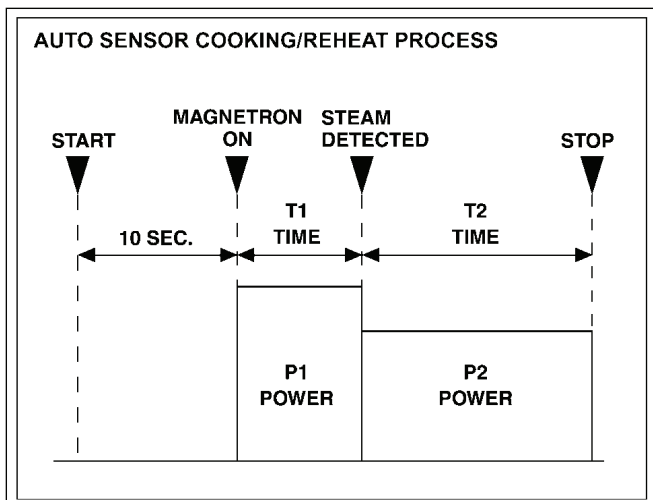 AUTO SENSOR COOKING/REHEAT PROCESS
START
MAGNETRON
ON
STEAM
DETECTED
STOP
10 SEC.
T1
TIME
T2
TIME
P1
POWER
P2
POWER